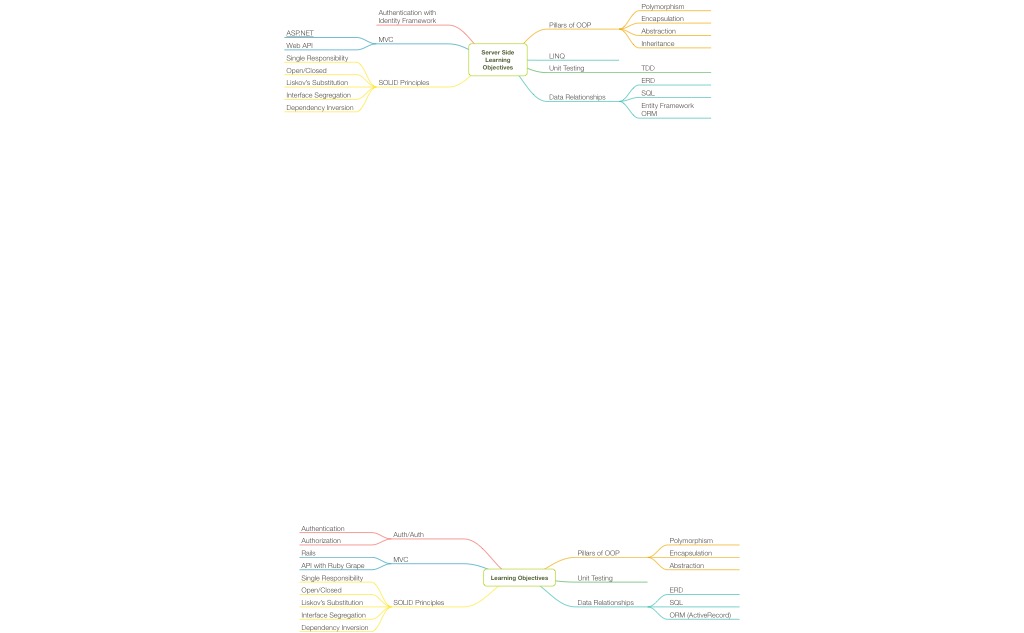 Authentication with
Identity Framework
ASP.NET
MVC
Web API
Single Responsibility
Open/Closed
Liskov's Substitution
SOLID Principles
Interface Segregation
Dependency Inversion
Server Side
Learning
Objectives
Pillars of OOP
Polymorphism
Encapsulation
Abstraction
Inheritance
LINQ
Unit Testing
TDD
Data Relationships
ERD
SQL
Entity Framework
ORM
Authentication
Auth/Auth
Authorization
Rails
MVC
API with Ruby Grape
Single Responsibility
Open/Closed
Liskov's Substitution
SOLID Principles
Interface Segregation
Dependency Inversion
Learning Objectives
Pillars of OOP
Polymorphism
Encapsulation
Abstraction
Unit Testing
Data Relationships
ERD
SQL
ORM (ActiveRecord)